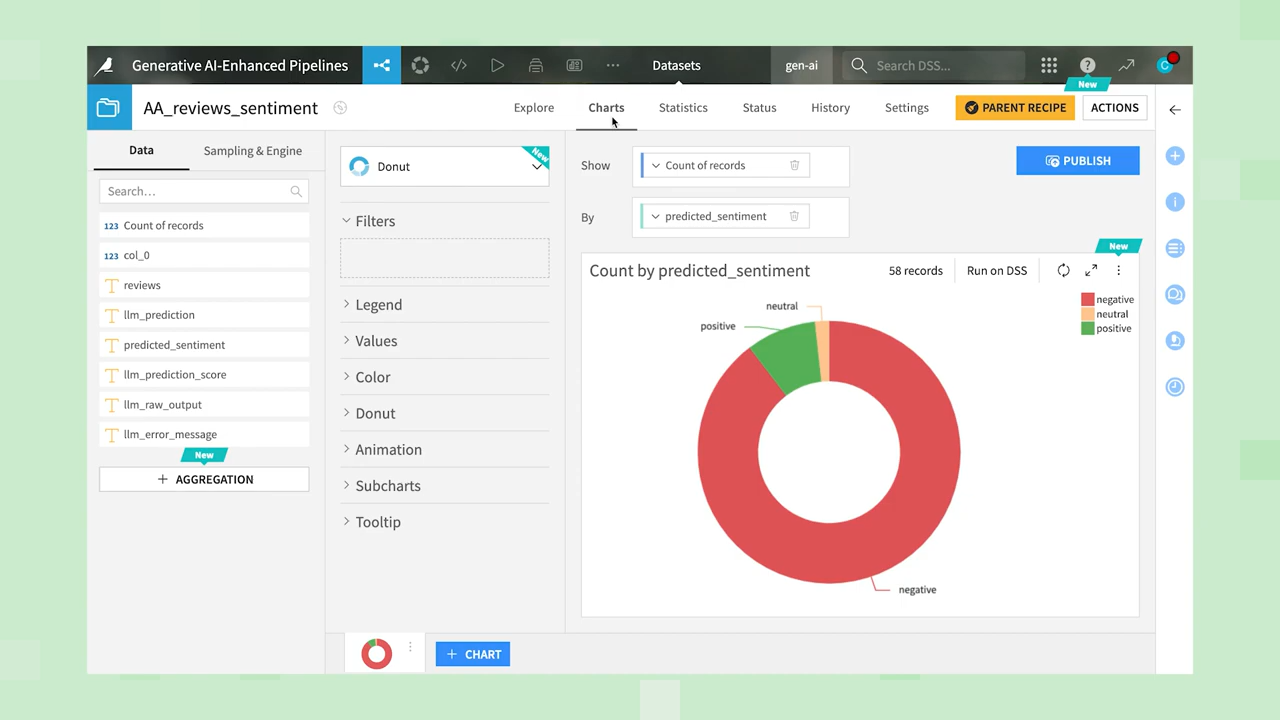 Generative AI-Enhanced Pipelines
Datasets
gen-ai
Search DSS...
New
C
AA_reviews_sentiment
Explore
Charts
Statistics
Status
History
Settings
PARENT RECIPE
ACTIONS
Data
Sampling & Engine
Search...
123 Count of records
123 col_0
T reviews
T llm_prediction
T predicted_sentiment
T llm_prediction_score
T llm_raw_output
T llm_error_message
New
+ AGGREGATION
Donut
New
Filters
Legend
Values
Color
Donut
Animation
Subcharts
Tooltip
Show
Count of records
By
predicted_sentiment
PUBLISH
New
Count by predicted_sentiment
58 records
Run on DSS
negative
neutral
positive
neutral
positive
negative
+ CHART